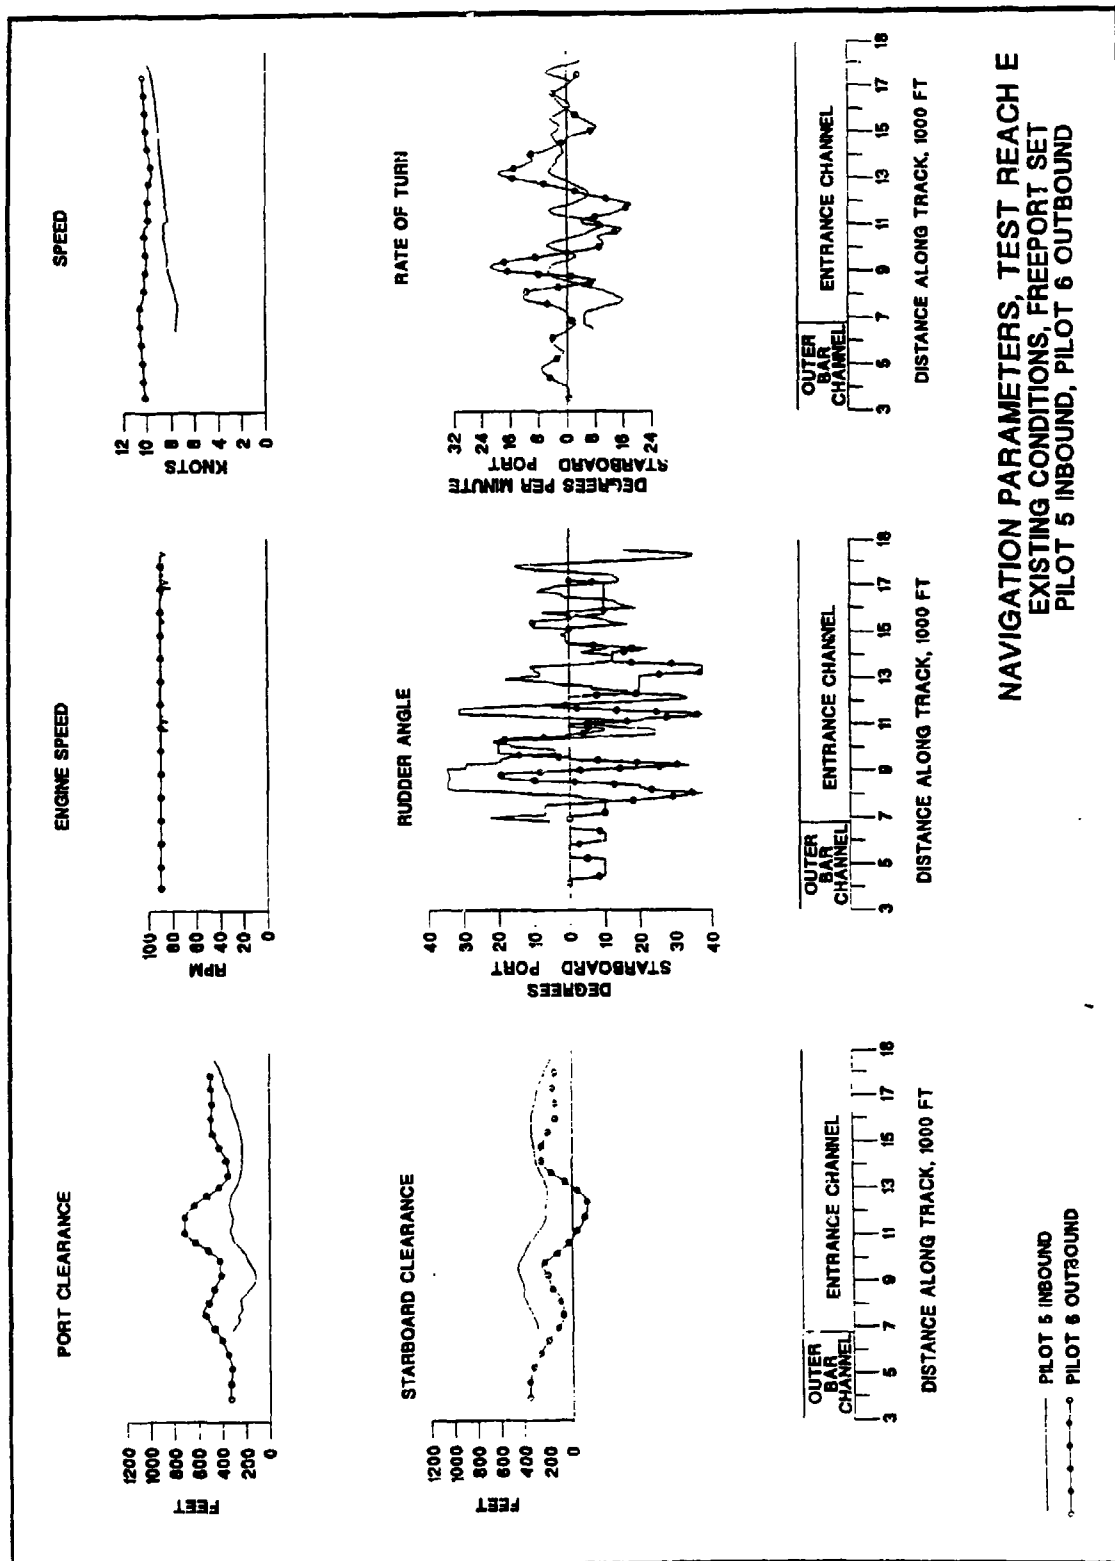 PORT CLEARANCE
FEET
1200
1000
800
600
400
200
0
STARBOARD CLEARANCE
FEET
1200
1000
800
600
400
200
0
OUTER BAR CHANNEL
ENTRANCE CHANNEL
3 5 7 9 11 13 15 17 18
DISTANCE ALONG TRACK, 1000 FT
ENGINE SPEED
RPM
100
80
60
40
20
0
RUDDER ANGLE
DEGREES
STARBOARD PORT
40
30
20
10
0
10
20
30
40
OUTER BAR CHANNEL
ENTRANCE CHANNEL
3 5 7 9 11 13 15 17 18
DISTANCE ALONG TRACK, 1000 FT
SPEED
KNOTS
12
10
8
6
4
2
0
RATE OF TURN
DEGREES PER MINUTE
STARBOARD PORT
32
24
16
8
0
8
16
24
OUTER BAR CHANNEL
ENTRANCE CHANNEL
3 5 7 9 11 13 15 17 18
DISTANCE ALONG TRACK, 1000 FT
PILOT 5 INBOUND
PILOT 6 OUTBOUND
NAVIGATION PARAMETERS, TEST REACH E
EXISTING CONDITIONS, FREEPORT SET
PILOT 5 INBOUND, PILOT 6 OUTBOUND